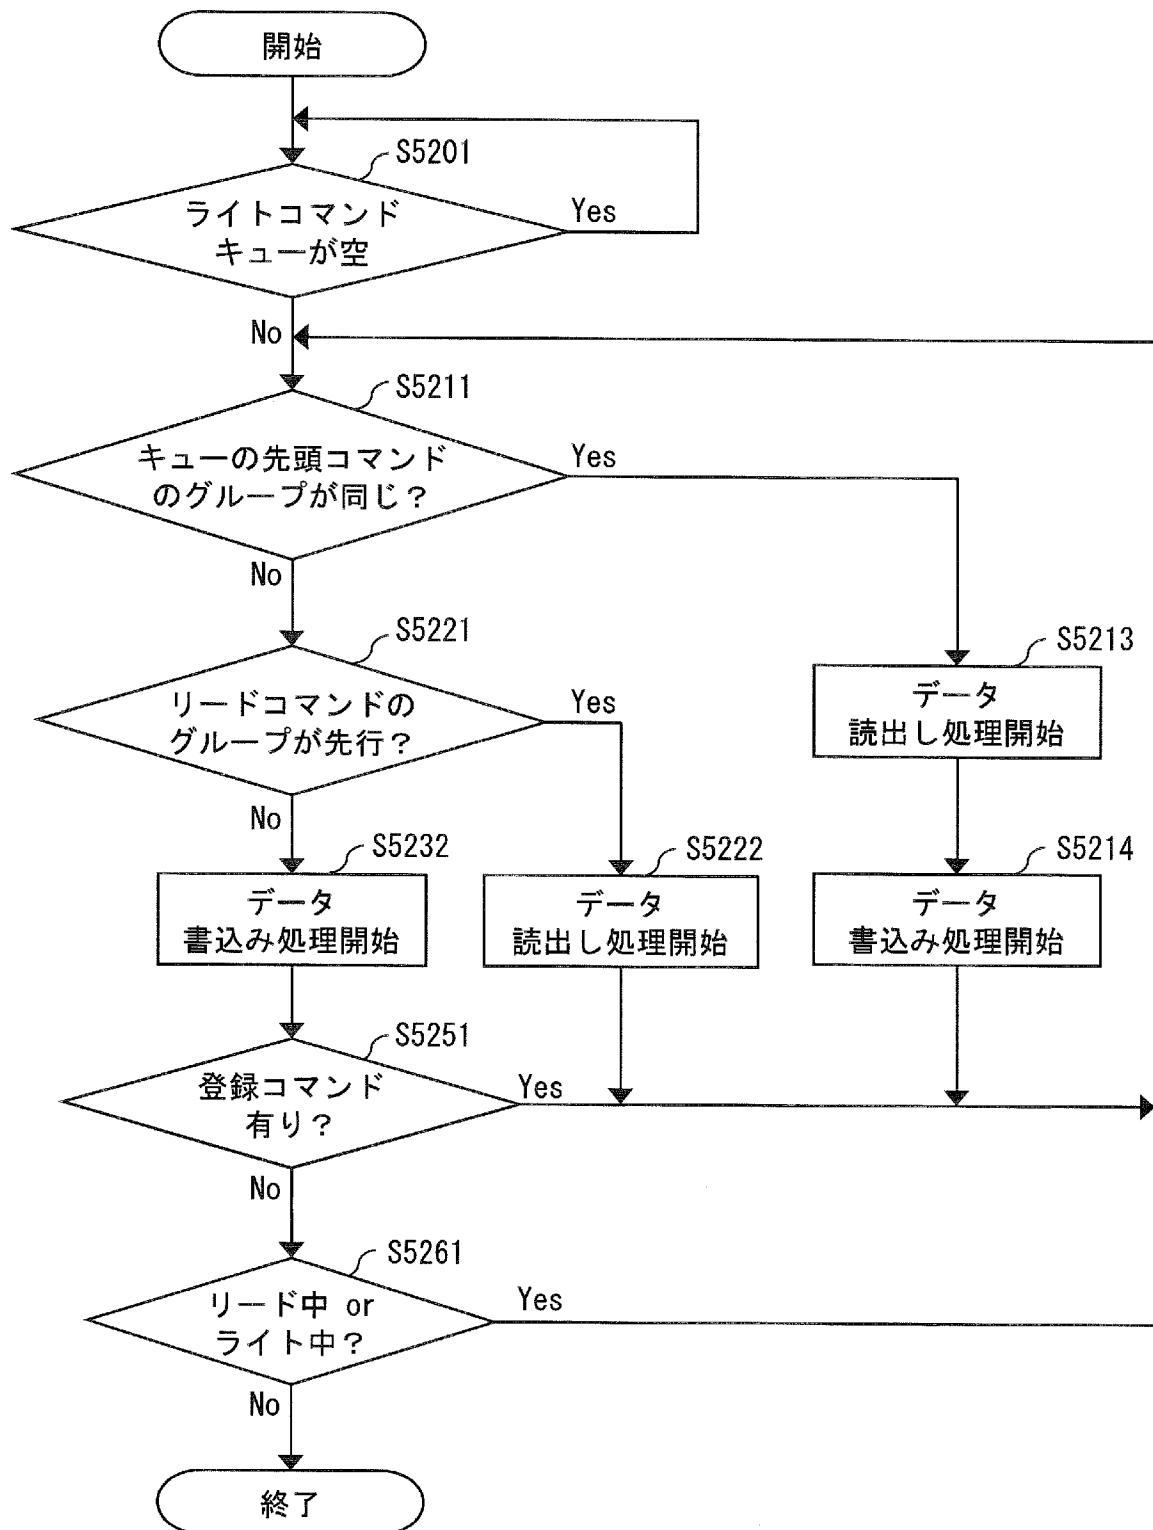 開始
S5201
ライトコマンド
キューが空
Yes
No
S5211
キューの先頭コマンド
のグループが同じ？
Yes
No
S5221
リードコマンドの
グループが先行？
Yes
S5213
データ
読出し処理開始
No
S5232
データ
書込み処理開始
S5222
データ
読出し処理開始
S5214
データ
書込み処理開始
S5251
登録コマンド
有り？
Yes
No
S5261
リード中 or
ライト中？
Yes
No
終了